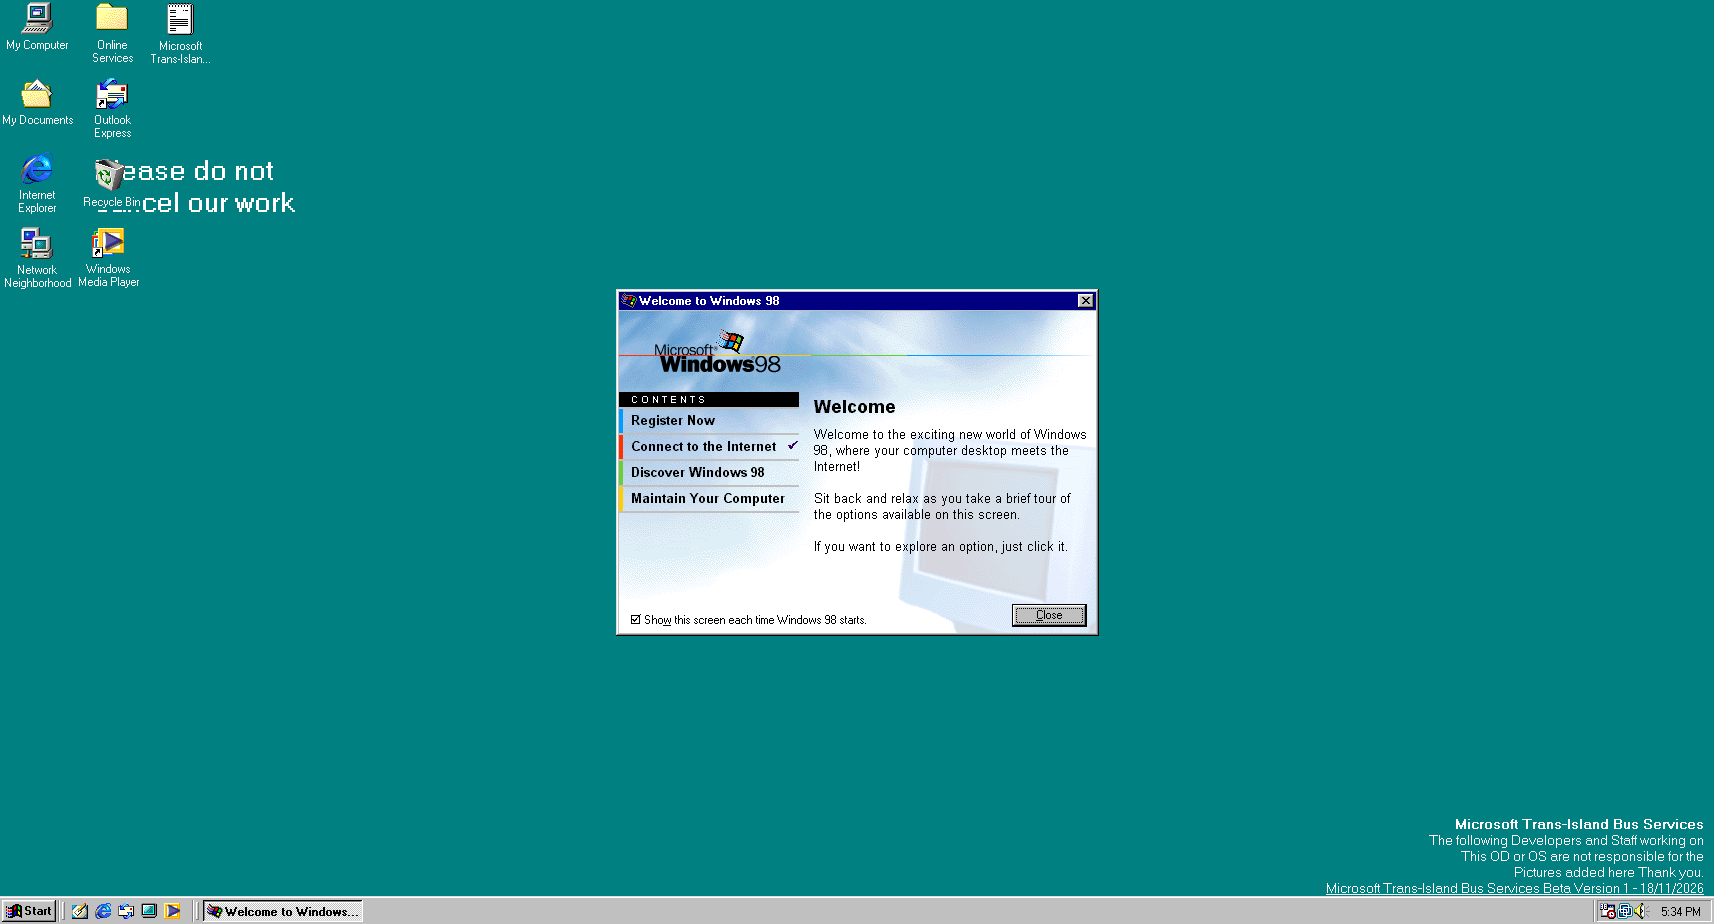 My Computer
Online
Services
Microsoft
Trans-Islan...
My Documents
Outlook
Express
Please do not
cancel our work
Internet
Explorer
Recycle Bin
Network
Neighborhood
Windows
Media Player
Welcome to Windows 98
Microsoft
Windows 98
CONTENTS
Register Now
Connect to the Internet
Discover Windows 98
Maintain Your Computer
Welcome
Welcome to the exciting new world of Windows
98, where your computer desktop meets the
Internet!
Sit back and relax as you take a brief tour of
the options available on this screen.
If you want to explore an option, just click it.
Show this screen each time Windows 98 starts.
Close
Microsoft Trans-Island Bus Services
The following Developers and Staff working on
This OD or OS are not responsible for the
Pictures added here Thank you.
Microsoft Trans-Island Bus Services Beta Version 1 - 18/11/2026
Start
Welcome to Windows...
5:34 PM